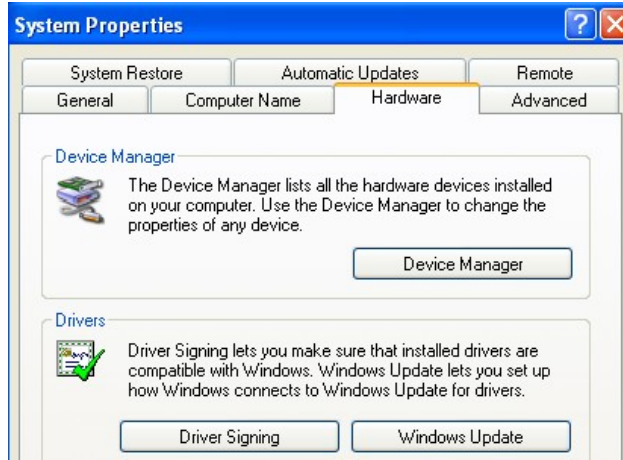 System Properties
System Restore Automatic Updates Remote
General Computer Name Hardware Advanced
Device Manager
The Device Manager lists all the hardware devices installed
on your computer. Use the Device Manager to change the
properties of any device.
Device Manager
Drivers
Driver Signing lets you make sure that installed drivers are
compatible with Windows. Windows Update lets you set up
how Windows connects to Windows Update for drivers.
Driver Signing Windows Update